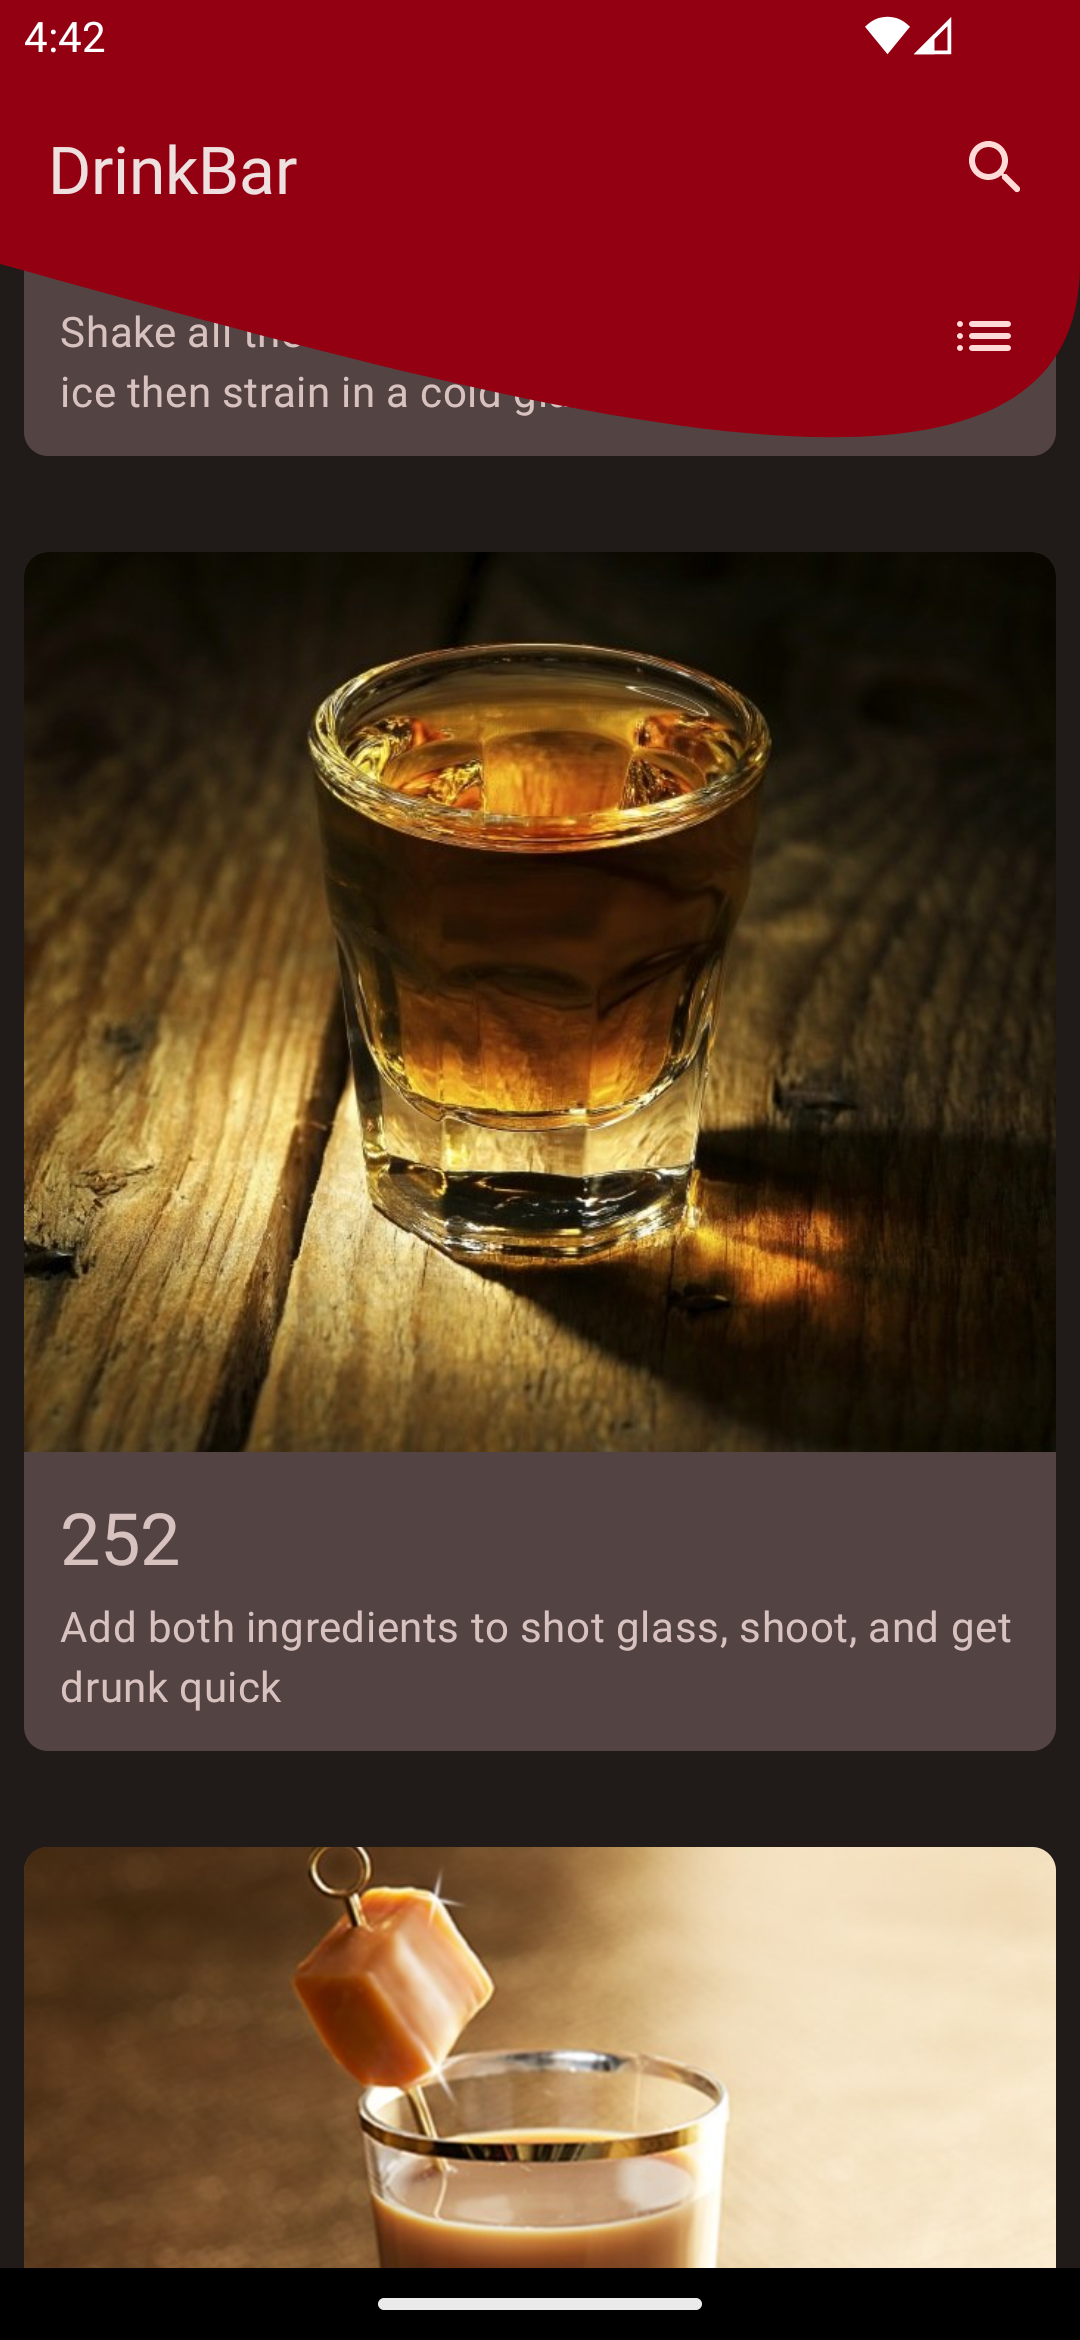 4:42
DrinkBar
Shake all
ice then strain in a cold
252
Add both ingredients to shot glass, shoot, and get
drunk quick